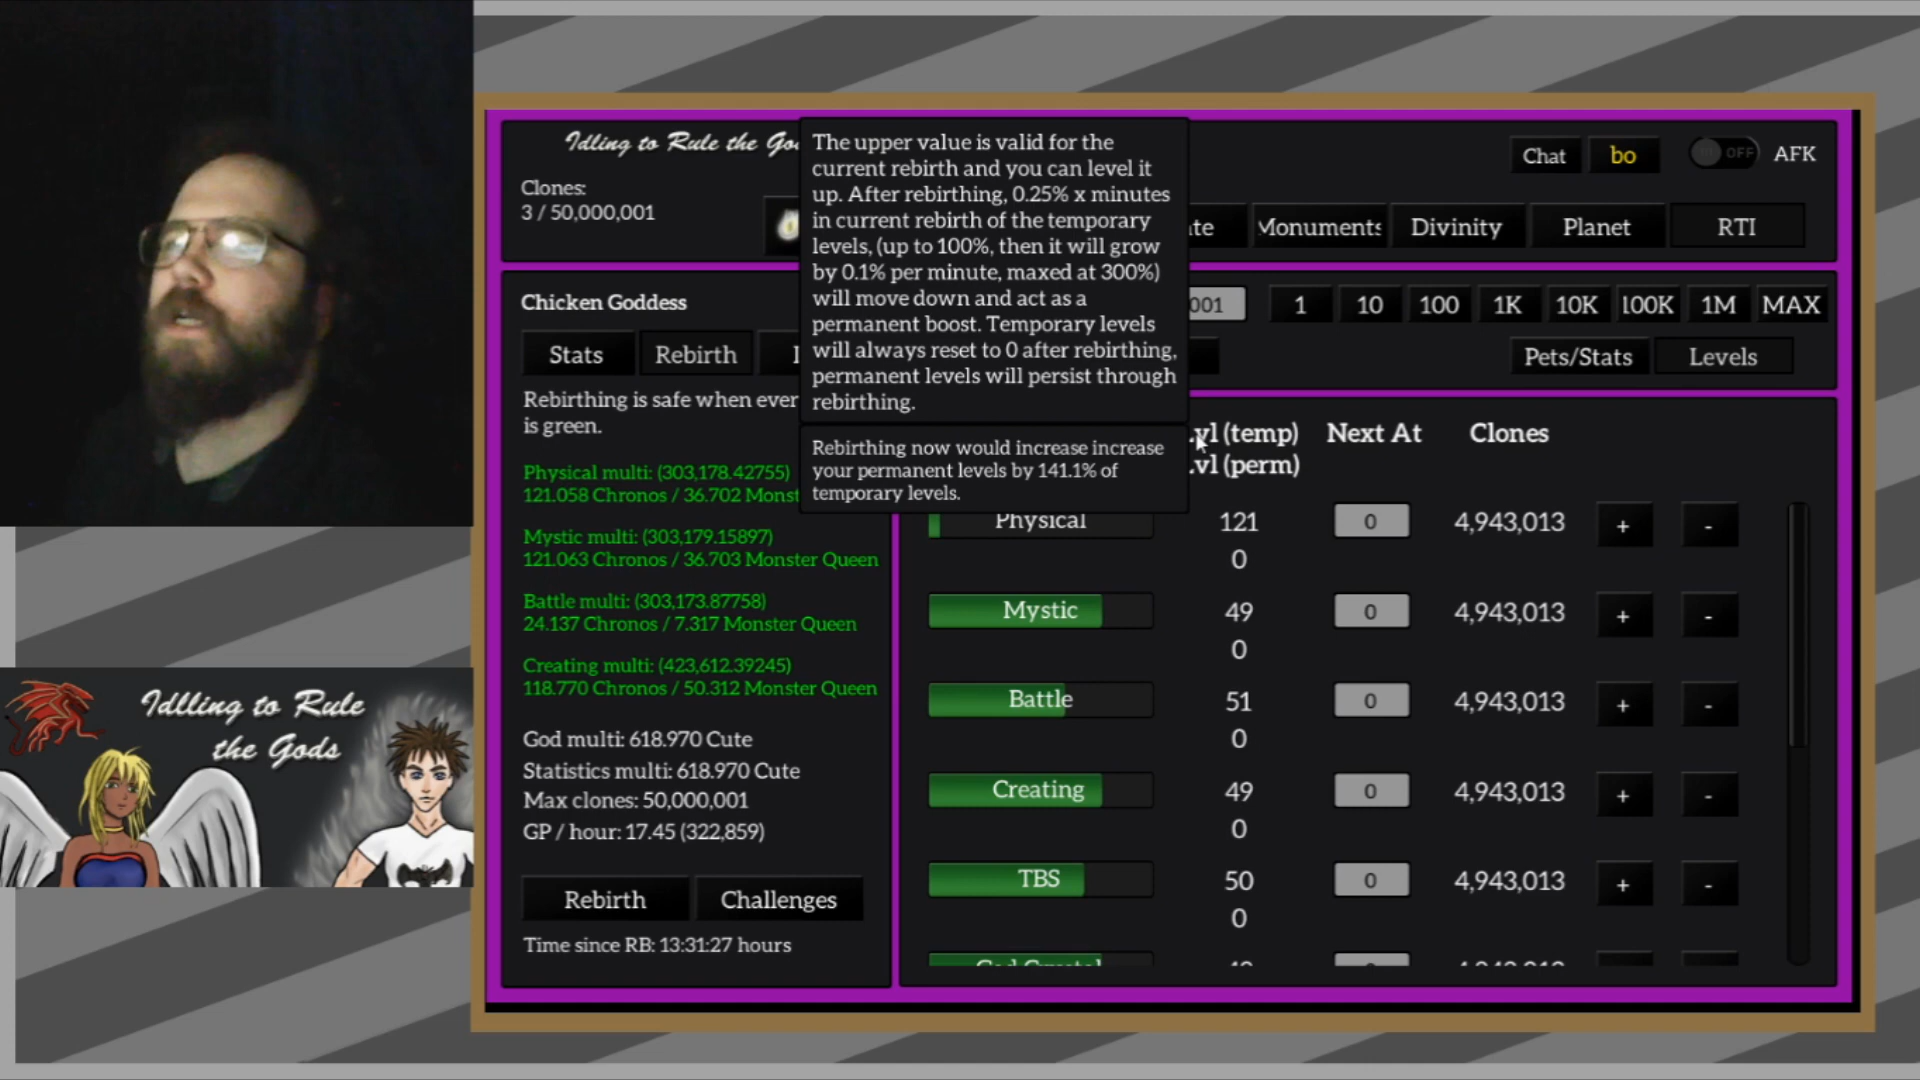 Idling to Rule the Go
Clones:
3 / 50,000,001
The upper value is valid for the
current rebirth and you can level it
up. After rebirthing, 0.25% x minutes
in current rebirth of the temporary
levels, (up to 100%, then it will grow
by 0.1% per minute, maxed at 300%)
will move down and act as a
permanent boost. Temporary levels
will always reset to 0 after rebirthing,
permanent levels will persist through
rebirthing.
Rebirthing now would increase increase
your permanent levels by 141.1% of
temporary levels.
Chat
bo
OFF
AFK
Monuments
Divinity
Planet
RTI
001
1
10
100
1K
10K
100K
1M
MAX
Pets/Stats
Levels
Chicken Goddess
Stats
Rebirth
Rebirthing is safe when ever
is green.
Physical multi: (303,178.42755)
121.058 Chronos / 36.702 Monst
Mystic multi: (303,179.15897)
121.063 Chronos / 36.703 Monster Queen
Battle multi: (303,173.87758)
24.137 Chronos / 7.317 Monster Queen
Creating multi: (423,612.39245)
118.770 Chronos / 50.312 Monster Queen
God multi: 618.970 Cute
Statistics multi: 618.970 Cute
Max clones: 50,000,001
GP / hour: 17.45 (322,859)
Rebirth
Challenges
Time since RB: 13:31:27 hours
(temp)
(perm)
Next At
Clones
Physical 121 0 4,943,013 + -
0
Mystic 49 0 4,943,013 + -
0
Battle 51 0 4,943,013 + -
0
Creating 49 0 4,943,013 + -
0
TBS 50 0 4,943,013 + -
0
Idlling to Rule
the Gods